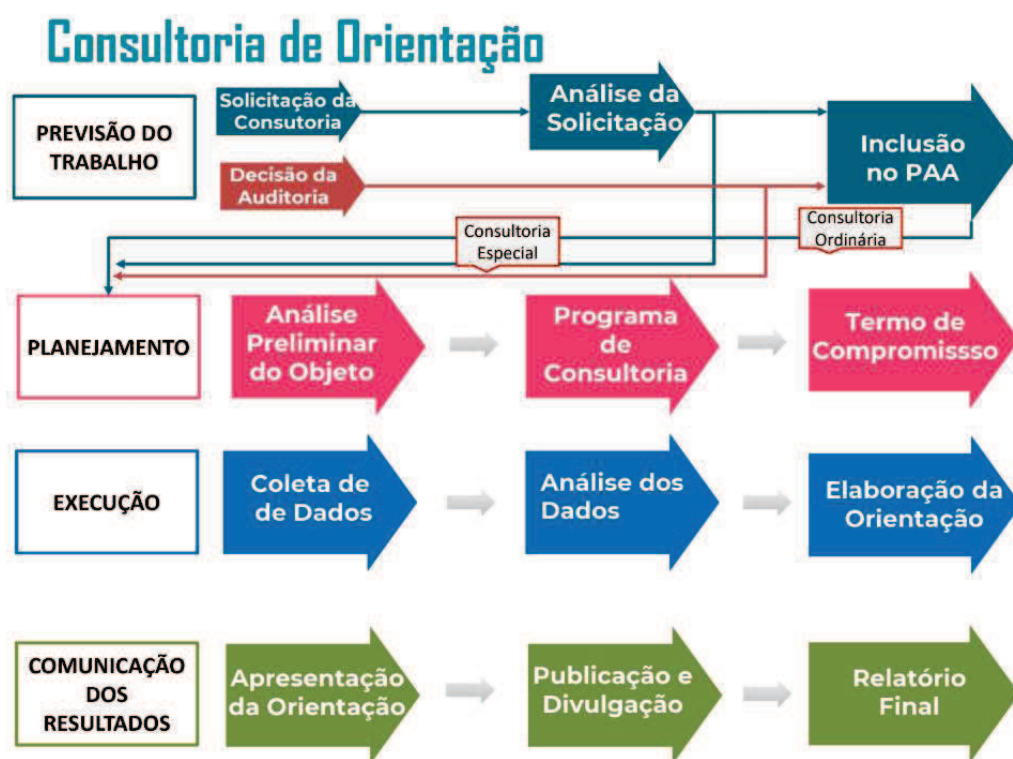 Consultoria de Orientação
PREVISÃO DO
TRABALHO
Solicitação da
Consutoria
Análise da
Solicitação
Inclusão
no PAA
Decisão da
Auditoria
Consultoria
Especial
Consultoria
Ordinária
PLANEJAMENTO
Análise
Preliminar
do Objeto
Programa
de
Consultoria
Termo de
Compromissso
EXECUÇÃO
Coleta de
de Dados
Análise dos
Dados
Elaboração da
Orientação
COMUNICAÇÃO
DOS
RESULTADOS
Apresentação
da Orientação
Publicação e
Divulgação
Relatório
Final